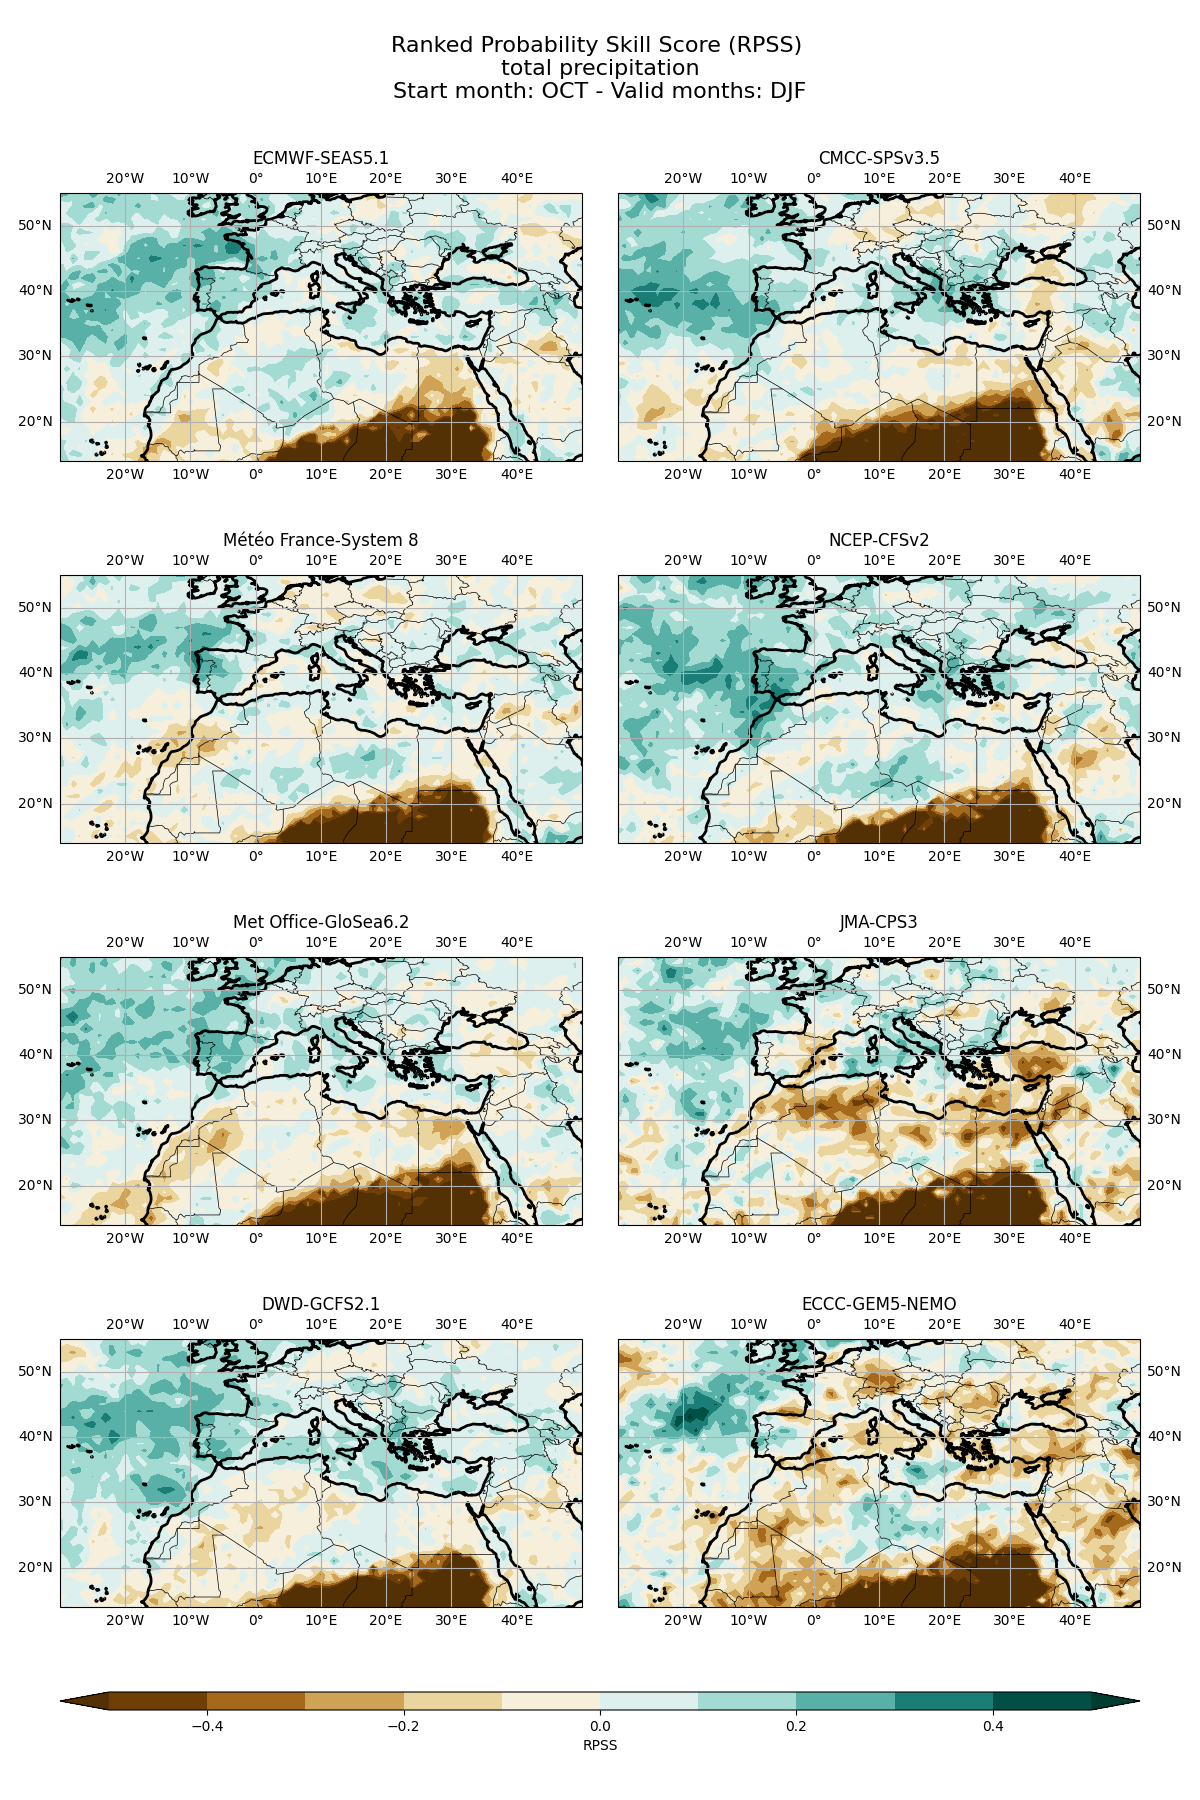 Ranked Probability Skill Score (RPSS)
total precipitation
Start month: OCT - Valid months: DJF
ECMWF-SEAS5.1
20°W 10°W 0° 10°E 20°E 30°E 40°E
50°N
40°N
30°N
20°N
20°W 10°W 0° 10°E 20°E 30°E 40°E
CMCC-SPSv3.5
20°W 10°W 0° 10°E 20°E 30°E 40°E
50°N
40°N
30°N
20°N
20°W 10°W 0° 10°E 20°E 30°E 40°E
Météo France-System 8
20°W 10°W 0° 10°E 20°E 30°E 40°E
50°N
40°N
30°N
20°N
20°W 10°W 0° 10°E 20°E 30°E 40°E
NCEP-CFSv2
20°W 10°W 0° 10°E 20°E 30°E 40°E
50°N
40°N
30°N
20°N
20°W 10°W 0° 10°E 20°E 30°E 40°E
Met Office-GloSea6.2
20°W 10°W 0° 10°E 20°E 30°E 40°E
50°N
40°N
30°N
20°N
20°W 10°W 0° 10°E 20°E 30°E 40°E
JMA-CPS3
20°W 10°W 0° 10°E 20°E 30°E 40°E
50°N
40°N
30°N
20°N
20°W 10°W 0° 10°E 20°E 30°E 40°E
DWD-GCFS2.1
20°W 10°W 0° 10°E 20°E 30°E 40°E
50°N
40°N
30°N
20°N
20°W 10°W 0° 10°E 20°E 30°E 40°E
ECCC-GEM5-NEMO
20°W 10°W 0° 10°E 20°E 30°E 40°E
50°N
40°N
30°N
20°N
20°W 10°W 0° 10°E 20°E 30°E 40°E
−0.4 −0.2 0.0 0.2 0.4
RPSS